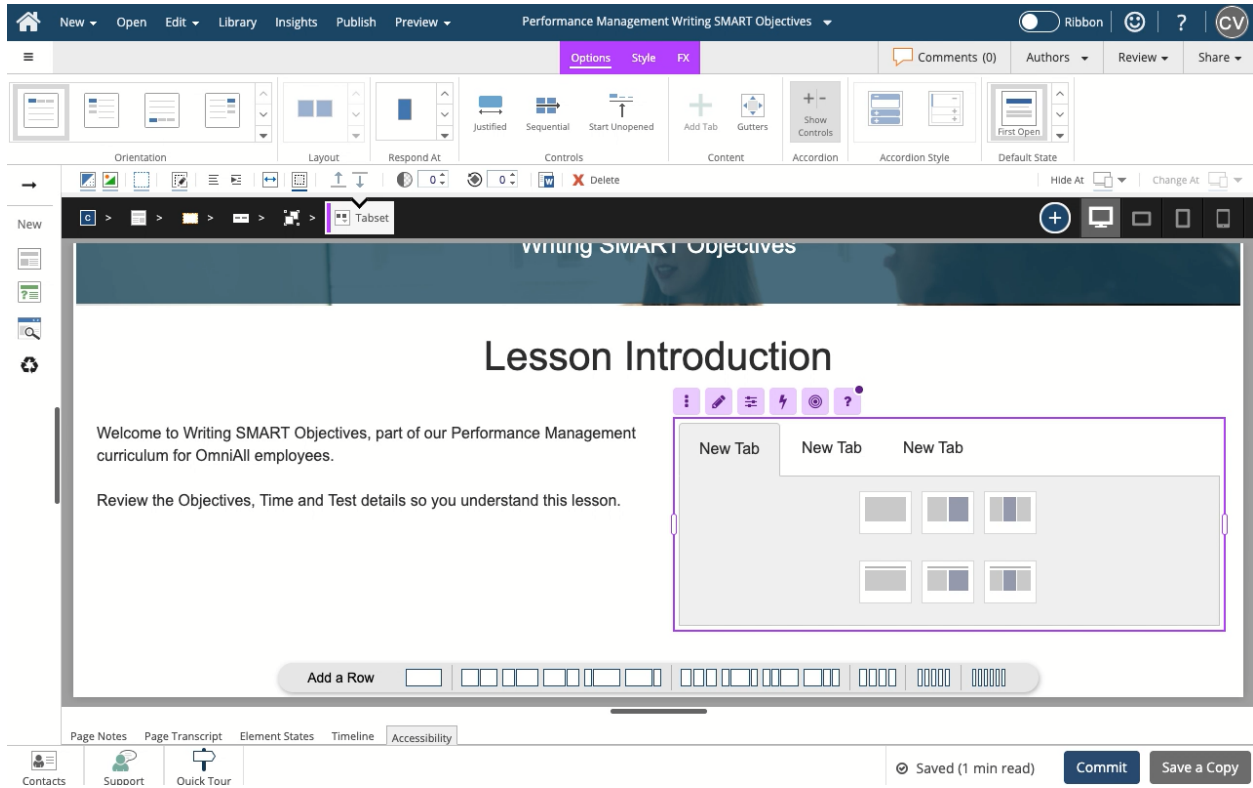 New Open Edit Library Insights Publish Preview Performance Management Writing SMART Objectives Ribbon ? CV
Options Style FX Comments (0) Authors Review Share
Justified Sequential Start Unopened Add Tab Gutters Show Controls First Open
Orientation Layout Respond At Controls Content Accordion Accordion Style Default State
0 0 W X Delete Hide At Change At
New C > > > > > Tabset
Writing SMART Objectives
Lesson Introduction
?
Welcome to Writing SMART Objectives, part of our Performance Management
curriculum for OmniAll employees.
Review the Objectives, Time and Test details so you understand this lesson.
New Tab New Tab New Tab
Add a Row
Page Notes Page Transcript Element States Timeline Accessibility
Contacts Support Quick Tour Saved (1 min read) Commit Save a Copy